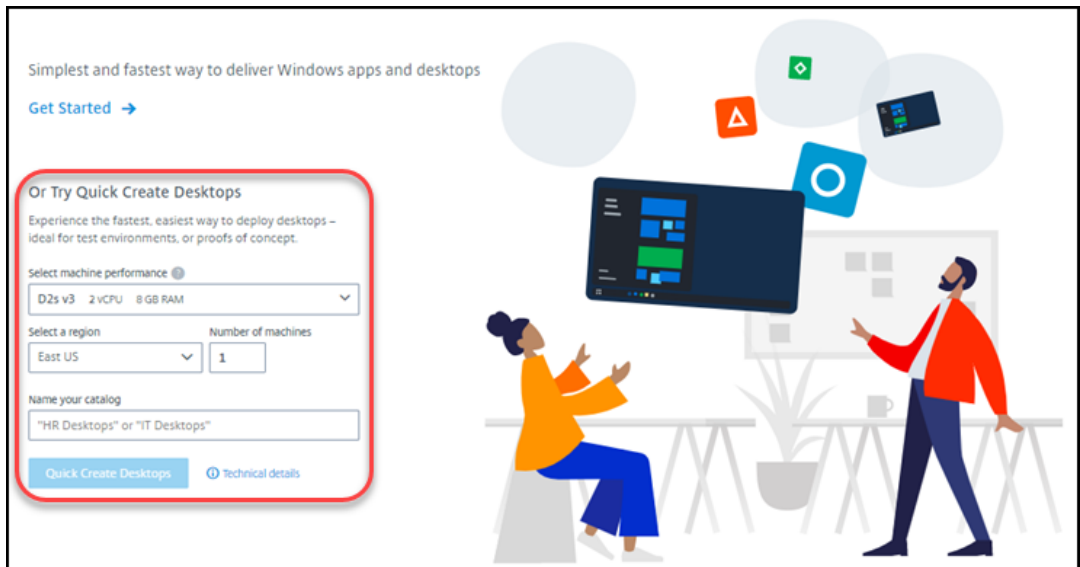 Simplest and fastest way to deliver Windows apps and desktops
Get Started →
Or Try Quick Create Desktops
Experience the fastest, easiest way to deploy desktops –
ideal for test environments, or proofs of concept.
Select machine performance ?
D2s v3 2 vCPU 8 GB RAM
Select a region Number of machines
East US 1
Name your catalog
"HR Desktops" or "IT Desktops"
Quick Create Desktops Technical details